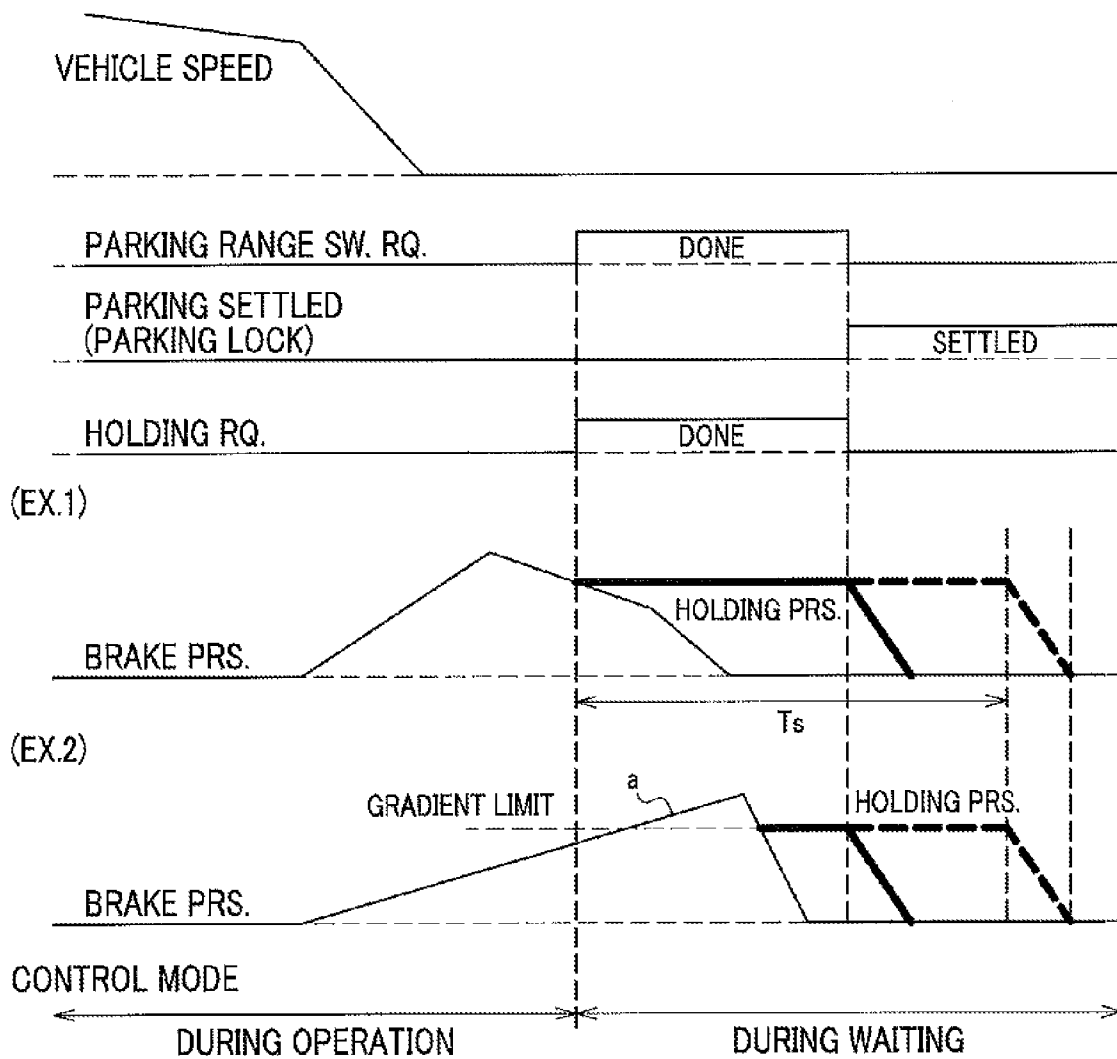 VEHICLE SPEED
PARKING RANGE SW. RQ.
DONE
PARKING SETTLED
(PARKING LOCK)
SETTLED
HOLDING RQ.
DONE
(EX.1)
HOLDING PRS.
BRAKE PRS.
Ts
(EX.2)
a
GRADIENT LIMIT
HOLDING PRS.
BRAKE PRS.
CONTROL MODE
DURING OPERATION
DURING WAITING